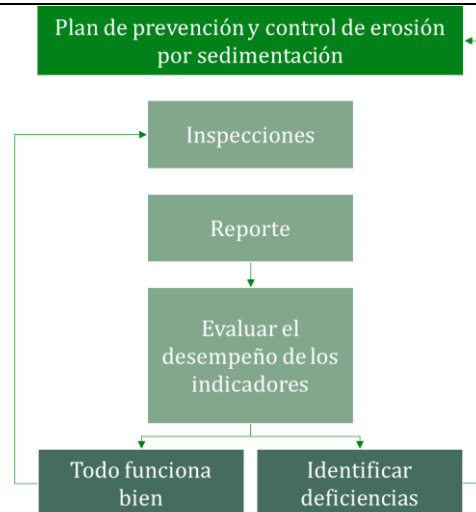 Plan de prevención y control de erosión
por sedimentación
Inspecciones
Reporte
Evaluar el
desempeño de los
indicadores
Todo funciona
bien
Identificar
deficiencias